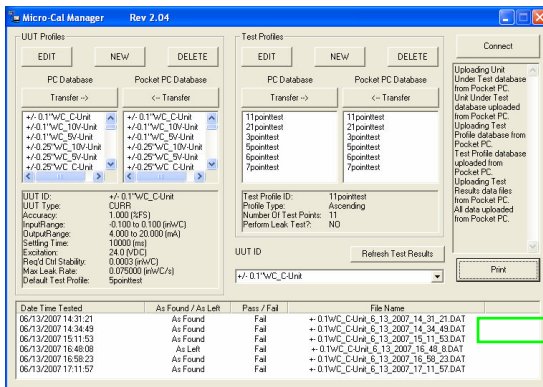 Micro-Cal Manager Rev 2.04
UUT Profiles
EDIT NEW DELETE
PC Database Pocket PC Database
Transfer --> <-- Transfer
+/- 0.1"WC_C-Unit +/- 0.1"WC_C-Unit
+/-0.1"WC_10V-Unit +/-0.1"WC_10V-Unit
+/-0.1"WC_5V-Unit +/-0.1"WC_5V-Unit
+/-0.25"WC_10V-Unit +/-0.25"WC_10V-Unit
+/-0.25"WC_5V-Unit +/-0.25"WC_5V-Unit
+/-0.25"WC C-Unit +/-0.25"WC C-Unit
UUT ID: +/- 0.1"WC_C-Unit
UUT Type: CURR
Accuracy: 1.000 (%FS)
InputRange: -0.100 to 0.100 (inWC)
OutputRange: 4.000 to 20.000 (mA)
Settling Time: 10000 (ms)
Excitation: 24.0 (VDC)
Req'd Ctrl Stability: 0.0003 (inWC)
Max Leak Rate: 0.075000 (inWC/s)
Default Test Profile: 5pointtest
Test Profiles
EDIT NEW DELETE
PC Database Pocket PC Database
Transfer --> <-- Transfer
11pointtest 11pointtest
21pointtest 21pointtest
3pointtest 3pointtest
5pointtest 5pointtest
6pointtest 6pointtest
7pointtest 7pointtest
Test Profile ID: 11pointtest
Profile Type: Ascending
Number Of Test Points: 11
Perform Leak Test?: NO
UUT ID Refresh Test Results
+/- 0.1"WC_C-Unit
Connect
Uploading Unit
Under Test database
from Pocket PC.
Unit Under Test
database uploaded
from Pocket PC.
Uploading Test
Profile database from
Pocket PC.
Test Profile database
uploaded from
Pocket PC.
Uploading Test
Results data files
from Pocket PC.
All data uploaded
from Pocket PC.
Print
Date Time Tested As Found / As Left Pass / Fail File Name
06/13/2007 14:31:21 As Found Fail +- 0.1WC_C-Unit_6_13_2007_14_31_21.DAT
06/13/2007 14:34:49 As Found Fail +- 0.1WC_C-Unit_6_13_2007_14_34_49.DAT
06/13/2007 15:11:53 As Found Fail +- 0.1WC_C-Unit_6_13_2007_15_11_53.DAT
06/13/2007 16:48:08 As Left Fail +- 0.1WC_C-Unit_6_13_2007_16_48_8.DAT
06/13/2007 16:58:23 As Found Fail +- 0.1WC_C-Unit_6_13_2007_16_58_23.DAT
06/13/2007 17:11:57 As Found Fail +- 0.1WC_C-Unit_6_13_2007_17_11_57.DAT